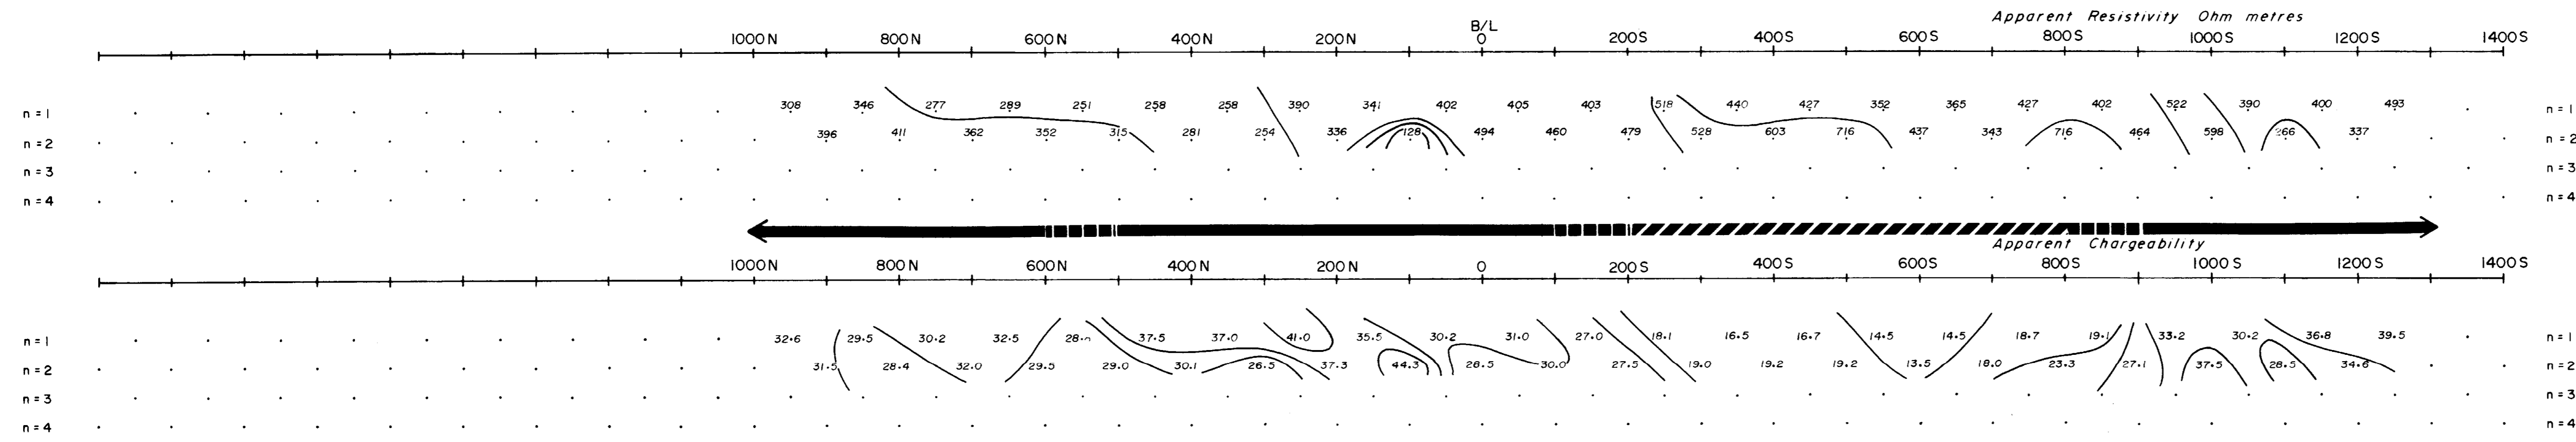 Apparent Resistivity Ohm metres
B/L
1000N 800N 600N 400N 200N 0 200S 400S 600S 800S 1000S 1200S 1400S
n=1 308 346 277 289 251 258 258 390 341 402 405 403 518 440 427 352 365 427 402 522 390 400 493 n=1
n=2 396 411 362 352 315 281 254 336 128 494 460 479 528 603 716 437 343 716 464 598 266 337 n=2
n=3 n=3
n=4 n=4
Apparent Chargeability
1000N 800N 600N 400N 200N 0 200S 400S 600S 800S 1000S 1200S 1400S
n=1 32.6 29.5 30.2 32.5 37.5 37.0 41.0 35.5 30.2 31.0 27.0 18.1 16.5 16.7 14.5 14.5 18.7 19.1 33.2 30.2 36.8 39.5 n=1
n=2 31.5 28.4 32.0 29.5 29.0 30.1 26.5 37.3 44.3 28.5 30.0 27.5 19.0 19.2 19.2 13.5 18.0 23.3 27.1 37.5 28.5 34.6 n=2
n=3 n=3
n=4 n=4